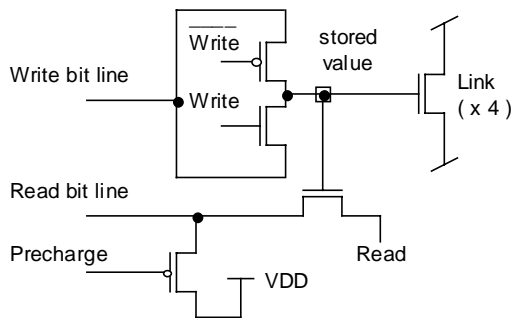 Write
stored
value
Write bit line
Write
Link
( x 4 )
Read bit line
Precharge
Read
VDD